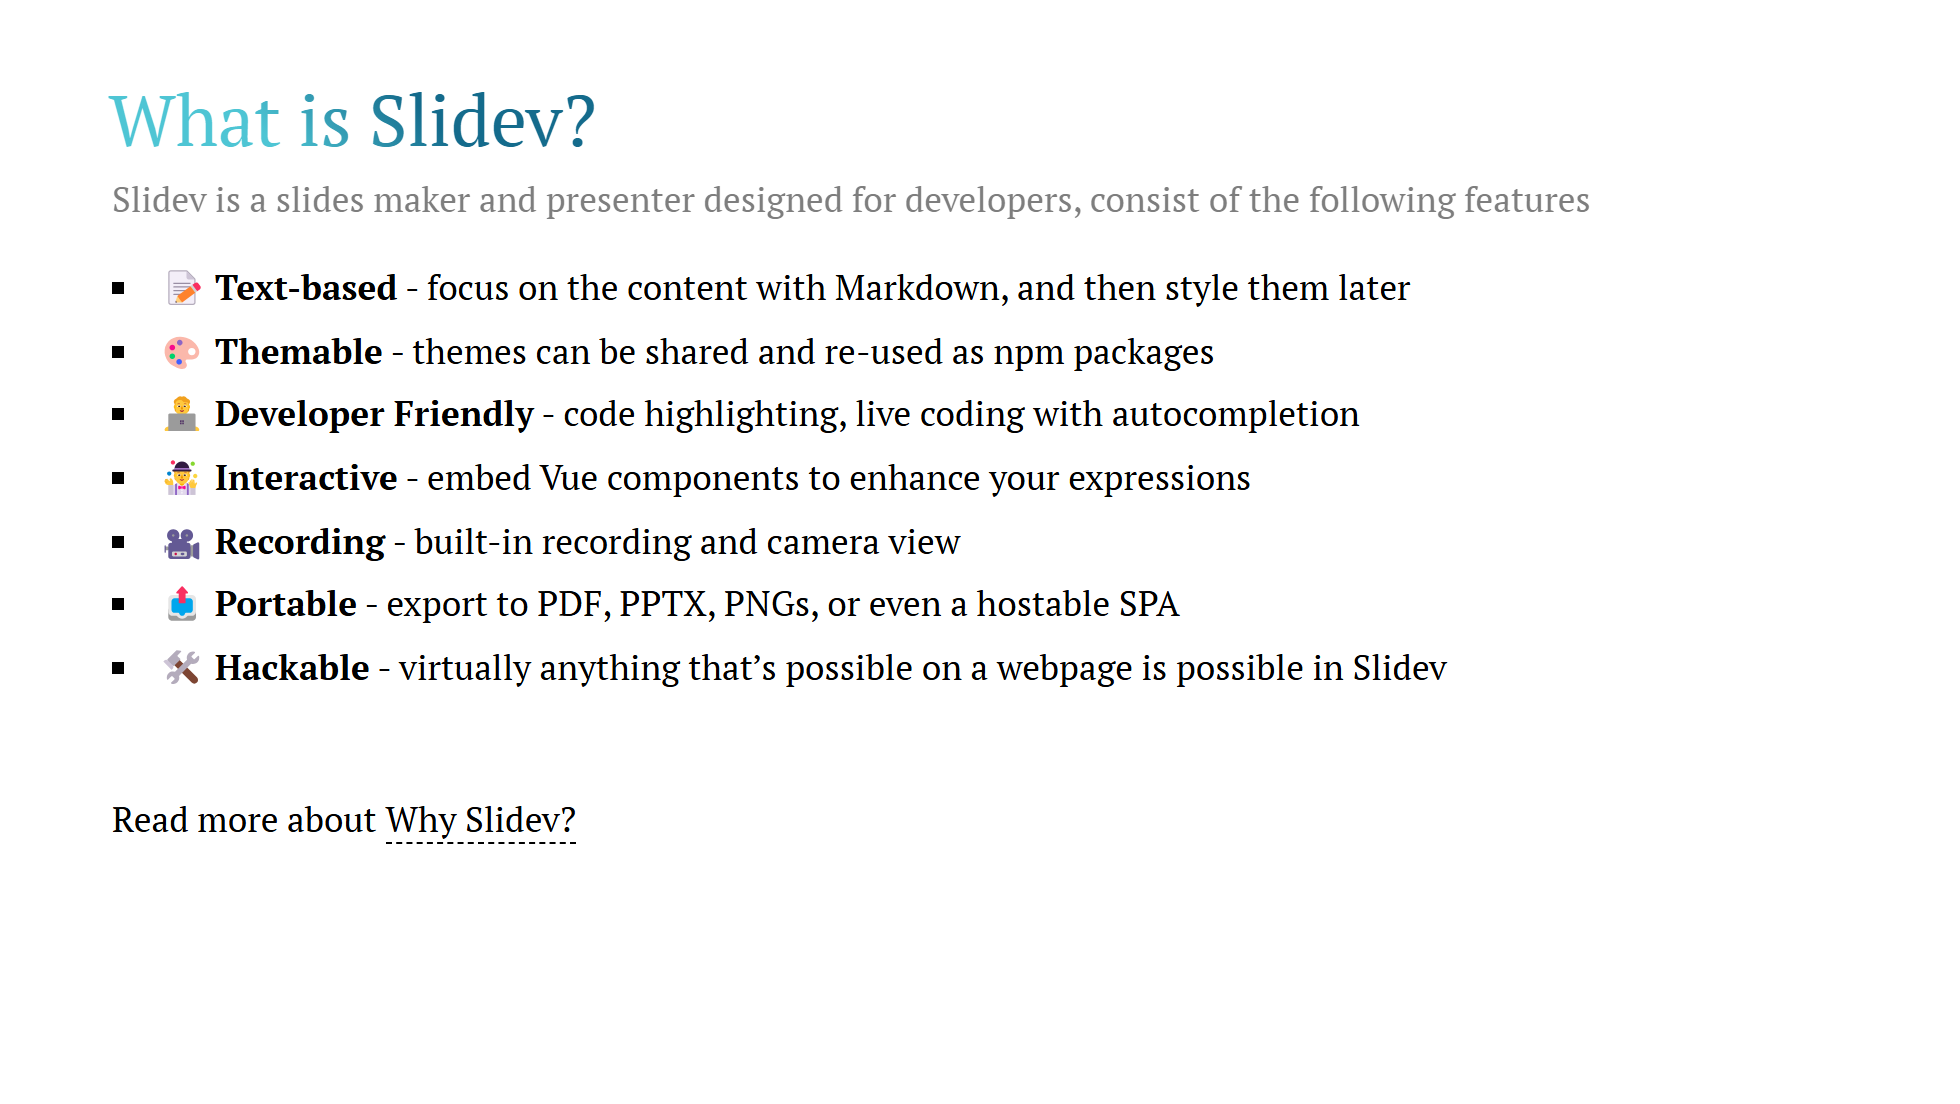 What is Slidev?
Slidev is a slides maker and presenter designed for developers, consist of the following features
📝 Text-based - focus on the content with Markdown, and then style them later
🎨 Themable - themes can be shared and re-used as npm packages
🧑‍💻 Developer Friendly - code highlighting, live coding with autocompletion
🤹 Interactive - embed Vue components to enhance your expressions
🎥 Recording - built-in recording and camera view
📤 Portable - export to PDF, PPTX, PNGs, or even a hostable SPA
🛠 Hackable - virtually anything that’s possible on a webpage is possible in Slidev
Read more about Why Slidev?